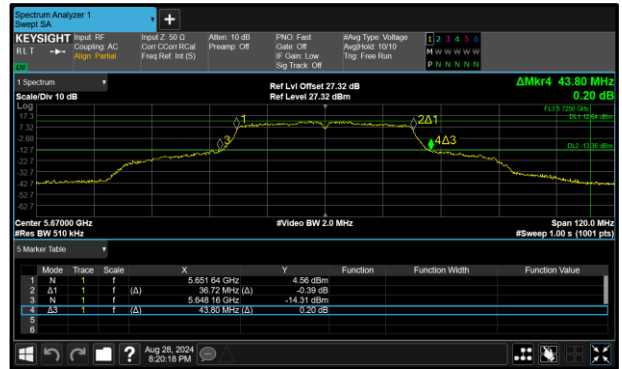 Spectrum Analyzer 1
Swept SA
+
KEYSIGHT
RLT
Input: RF
Coupling: AC
Align: Partial
Input Z: 50 Ω
Corr CCorr RCal
Freq Ref: Int (S)
Atten: 10 dB
Preamp: Off
PNO: Fast
Gate: Off
IF Gain: Low
Sig Track: Off
#Avg Type: Voltage
Avg|Hold: 10/10
Trig: Free Run
1 2 3 4 5 6
M W W W W W
P N N N N N
1 Spectrum
Scale/Div 10 dB
Ref Lvl Offset 27.32 dB
Ref Level 27.32 dBm
ΔMkr4 43.80 MHz
0.20 dB
Log
17.3
7.32
-2.68
-12.7
-22.7
-32.7
-42.7
-52.7
-62.7
1
2Δ1
3
4Δ3
DL1 12.64 dBm
DL2 -13.36 dBm
Center 5.67000 GHz
#Res BW 510 kHz
#Video BW 2.0 MHz
Span 120.0 MHz
#Sweep 1.00 s (1001 pts)
5 Marker Table
Mode Trace Scale X Y Function Function Width Function Value
1 N 1 f 5.651 64 GHz 4.56 dBm
2 Δ1 1 f (Δ) 36.72 MHz (Δ) -0.39 dB
3 N 1 f 5.648 16 GHz -14.31 dBm
4 Δ3 1 f (Δ) 43.80 MHz (Δ) 0.20 dB
5
6
?
Aug 28, 2024
8:20:18 PM